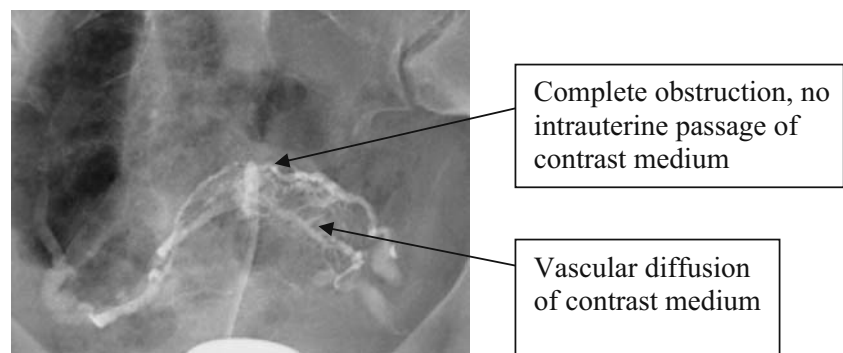 Complete obstruction, no
intrauterine passage of
contrast medium
Vascular diffusion
of contrast medium